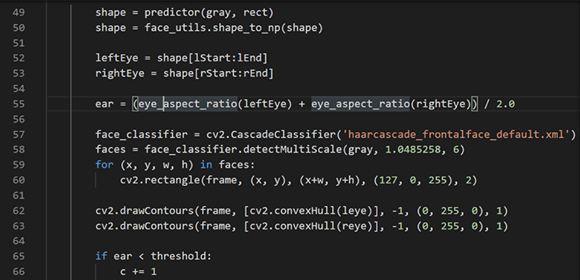 49 shape = predictor(gray, rect)
50 shape = face_utils.shape_to_np(shape)
51
52 leftEye = shape[lStart:lEnd]
53 rightEye = shape[rStart:rEnd]
54
55 ear = (eye_aspect_ratio(leftEye) + eye_aspect_ratio(rightEye)) / 2.0
56
57 face_classifier = cv2.CascadeClassifier('haarcascade_frontalface_default.xml')
58 faces = face_classifier.detectMultiScale(gray, 1.0485258, 6)
59 for (x, y, w, h) in faces:
60 cv2.rectangle(frame, (x, y), (x+w, y+h), (127, 0, 255), 2)
61
62 cv2.drawContours(frame, [cv2.convexHull(leye)], -1, (0, 255, 0), 1)
63 cv2.drawContours(frame, [cv2.convexHull(reye)], -1, (0, 255, 0), 1)
64
65 if ear < threshold:
66 c += 1